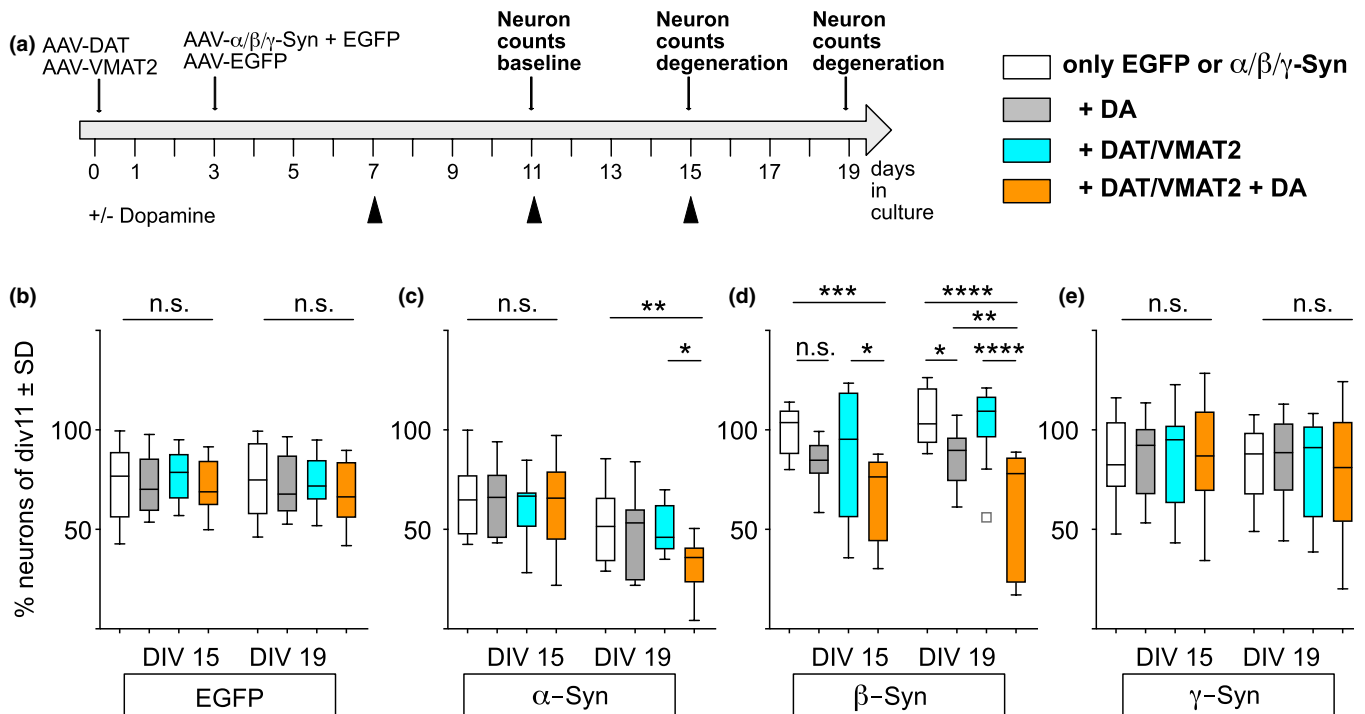 (a)
AAV-DAT
AAV-VMAT2
AAV-α/β/γ-Syn + EGFP
AAV-EGFP
Neuron
counts
baseline
Neuron
counts
degeneration
Neuron
counts
degeneration
0 1 3 5 7 9 11 13 15 17 19
days
in
culture
+/- Dopamine
only EGFP or α/β/γ-Syn
+ DA
+ DAT/VMAT2
+ DAT/VMAT2 + DA
% neurons of div11 ± SD
(b)
n.s. n.s.
100
50
DIV 15 DIV 19
EGFP
(c)
n.s. **
*
100
50
DIV 15 DIV 19
α–Syn
(d)
*** ****
**
n.s. * * ****
100
50
DIV 15 DIV 19
β–Syn
(e)
n.s. n.s.
100
50
DIV 15 DIV 19
γ–Syn